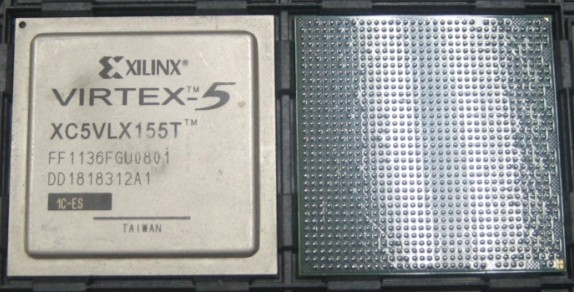 XILINX®
VIRTEX™-5
XC5VLX155T™
FF1136FGU0801
DD1818312A1
1C-ES
TAIWAN